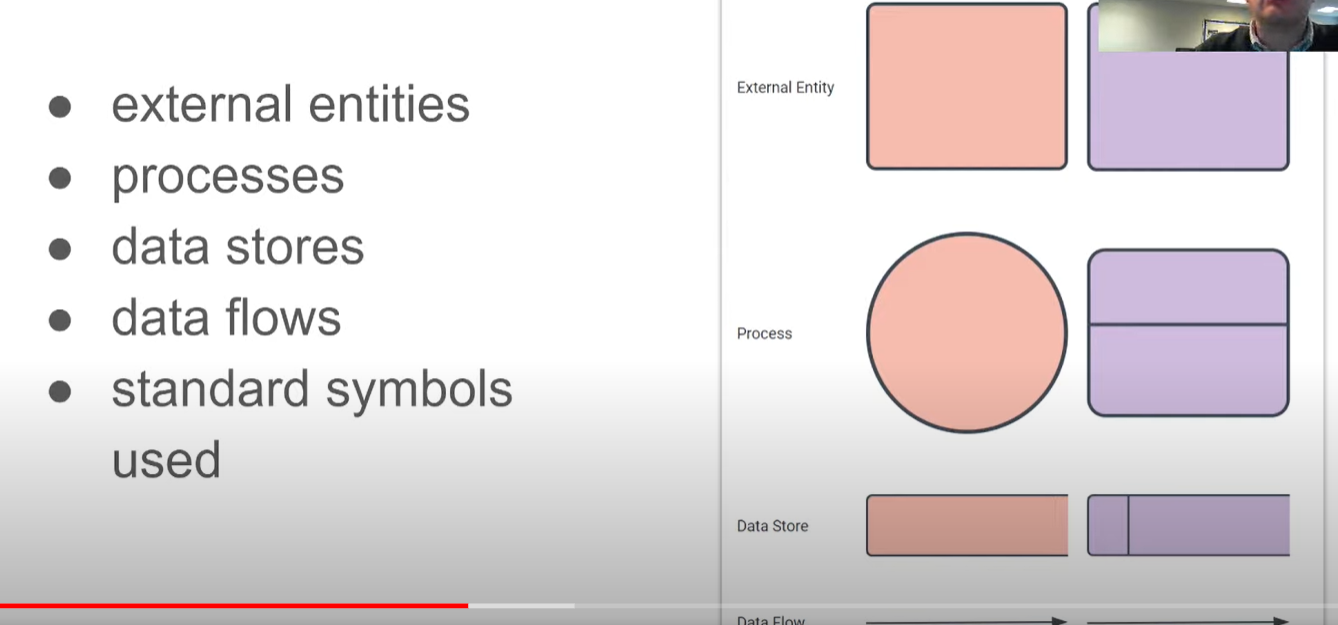 external entities
processes
data stores
data flows
standard symbols
used
External Entity
Process
Data Store
Data Flow